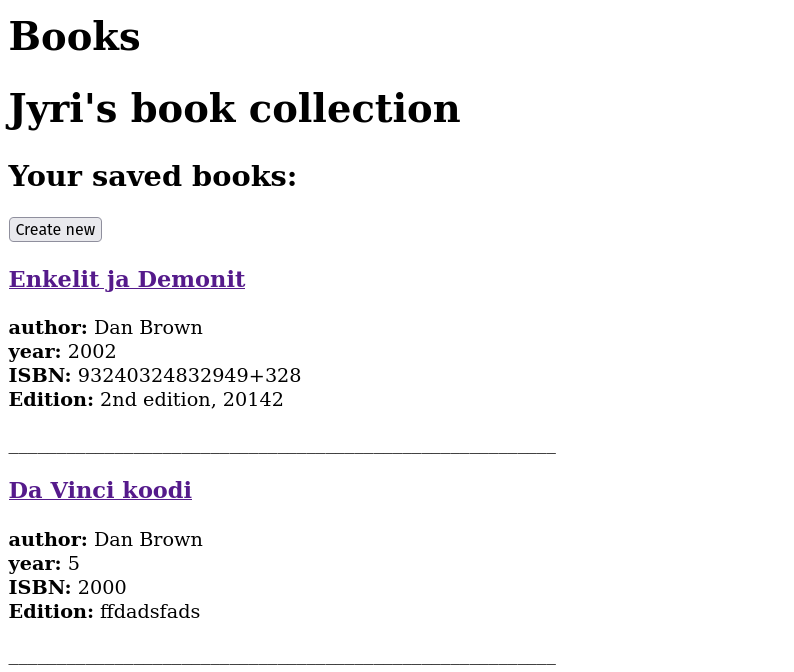 Books
Jyri's book collection
Your saved books:
Create new
Enkelit ja Demonit
author: Dan Brown
year: 2002
ISBN: 93240324832949+328
Edition: 2nd edition, 20142
Da Vinci koodi
author: Dan Brown
year: 5
ISBN: 2000
Edition: ffdadsfads